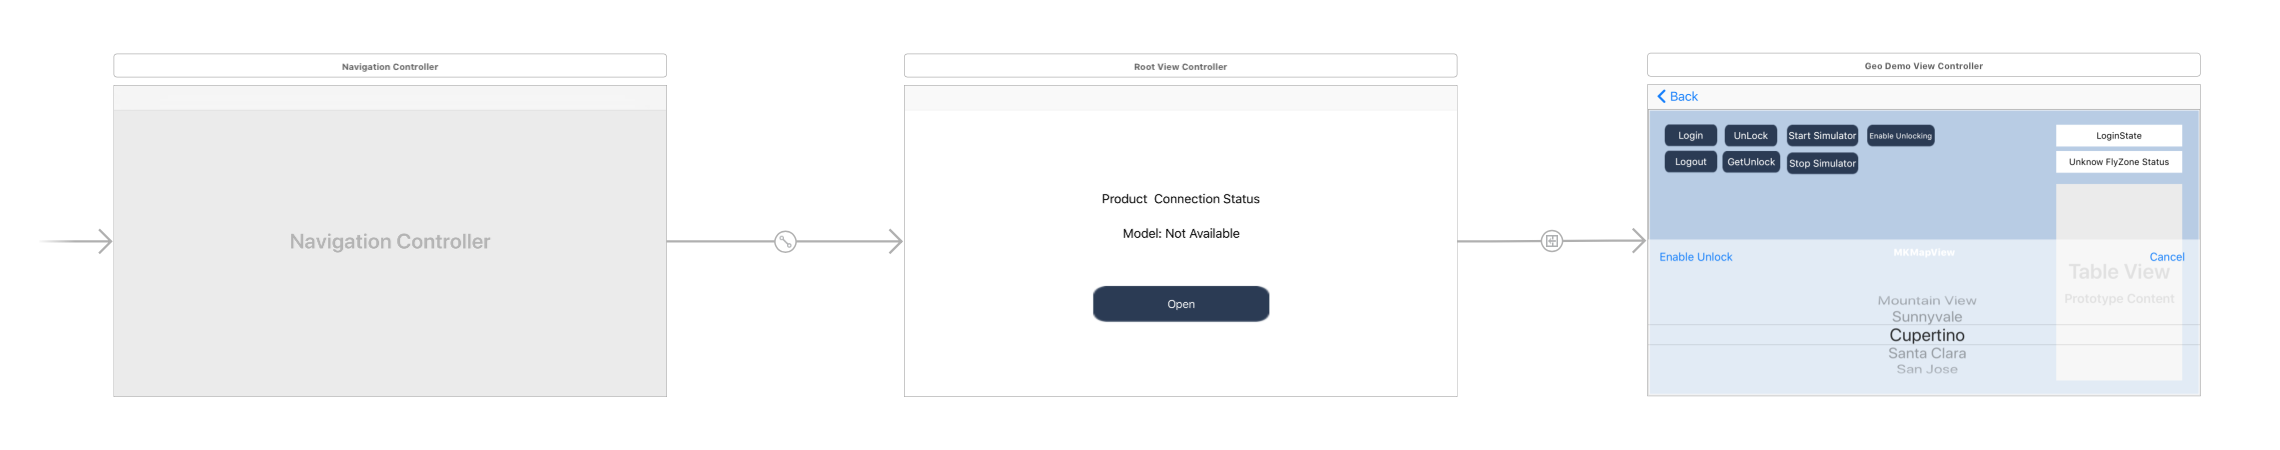 Navigation Controller
Navigation Controller
Root View Controller
Product  Connection Status
Model: Not Available
Open
Geo Demo View Controller
Back
Login
UnLock
Start Simulator
Enable Unlocking
LoginState
Logout
GetUnlock
Stop Simulator
Unknow FlyZone Status
MKMapView
Enable Unlock
Cancel
Table View
Prototype Content
Mountain View
Sunnyvale
Cupertino
Santa Clara
San Jose